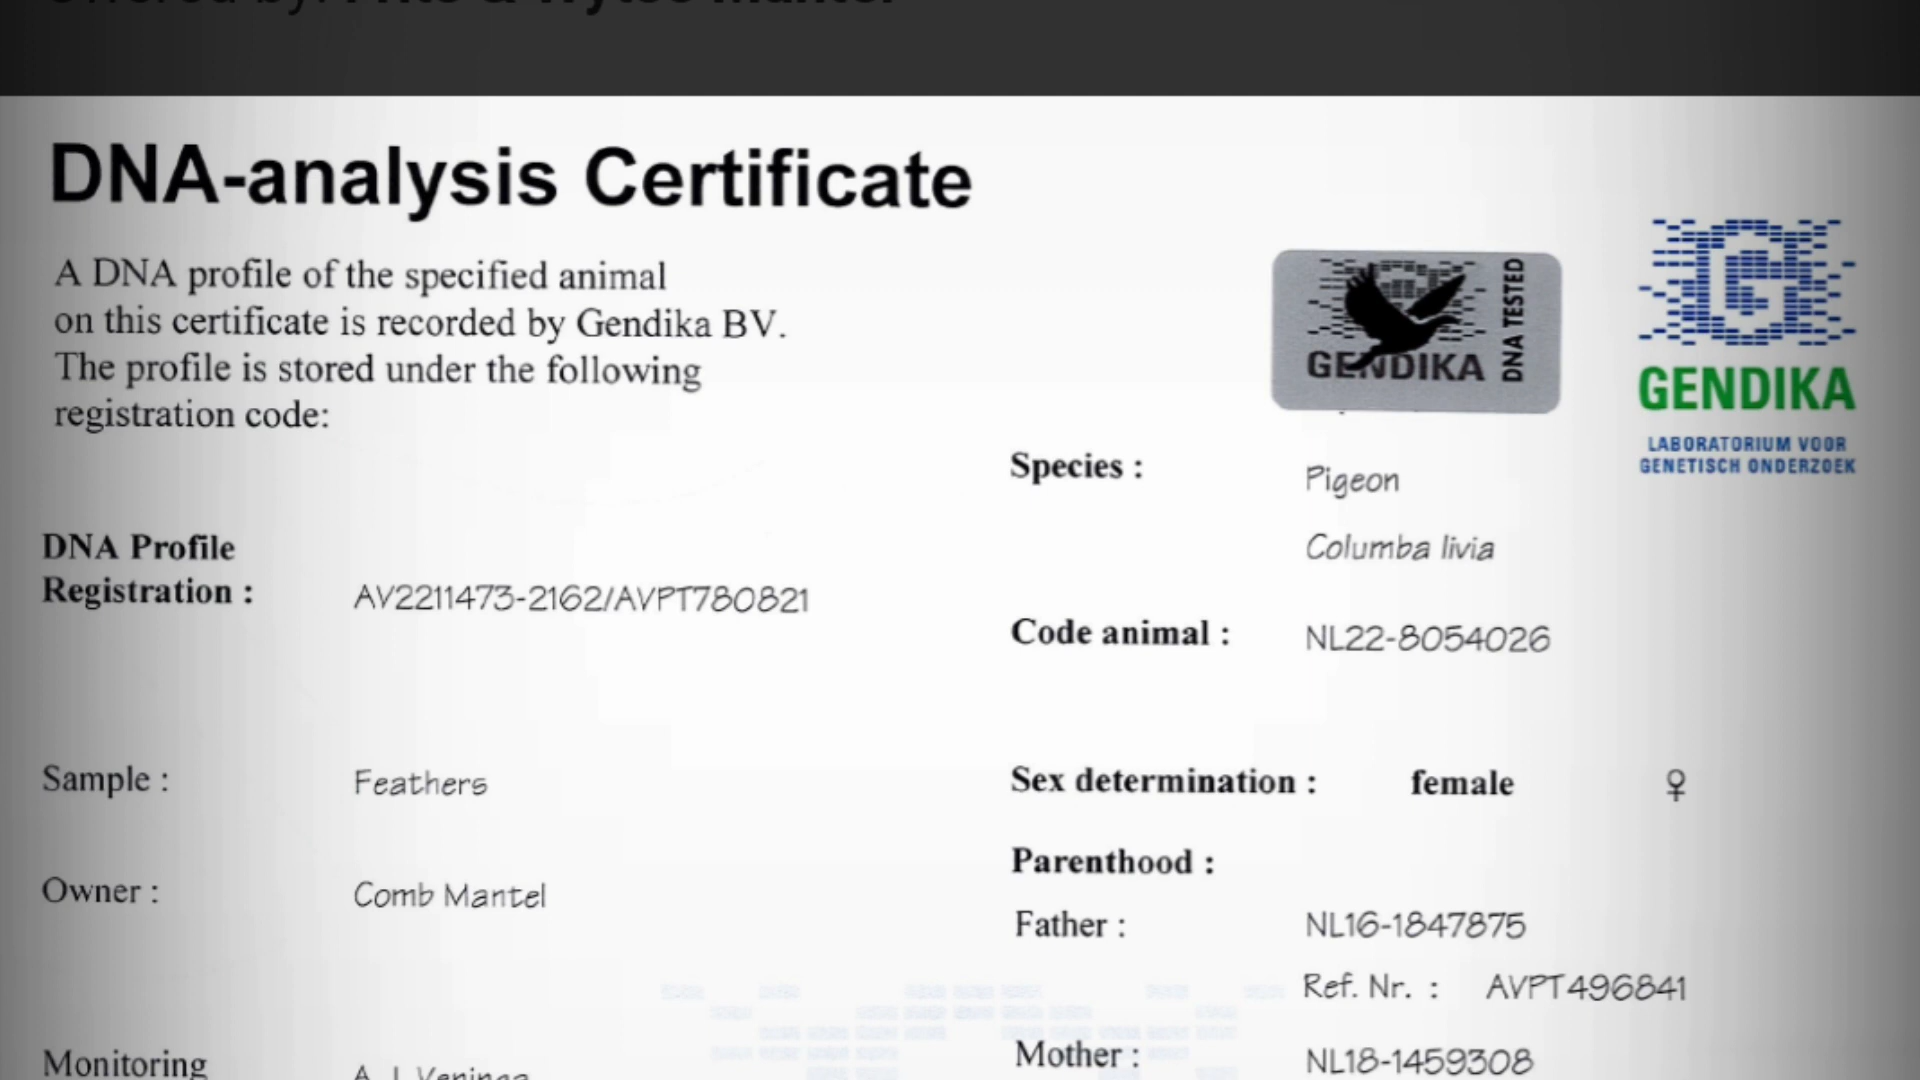 DNA-analysis Certificate
A DNA profile of the specified animal
on this certificate is recorded by Gendika BV.
The profile is stored under the following
registration code:
GENDIKA
DNA TESTED
GENDIKA
LABORATORIUM VOOR
GENETISCH ONDERZOEK
Species : Pigeon
Columba livia
DNA Profile
Registration : AV2211473-2162/AVPT780821
Code animal : NL22-8054026
Sample : Feathers
Sex determination : female ♀
Owner : Comb Mantel
Parenthood :
Father : NL16-1847875
Ref. Nr. : AVPT496841
Mother : NL18-1459308
Monitoring